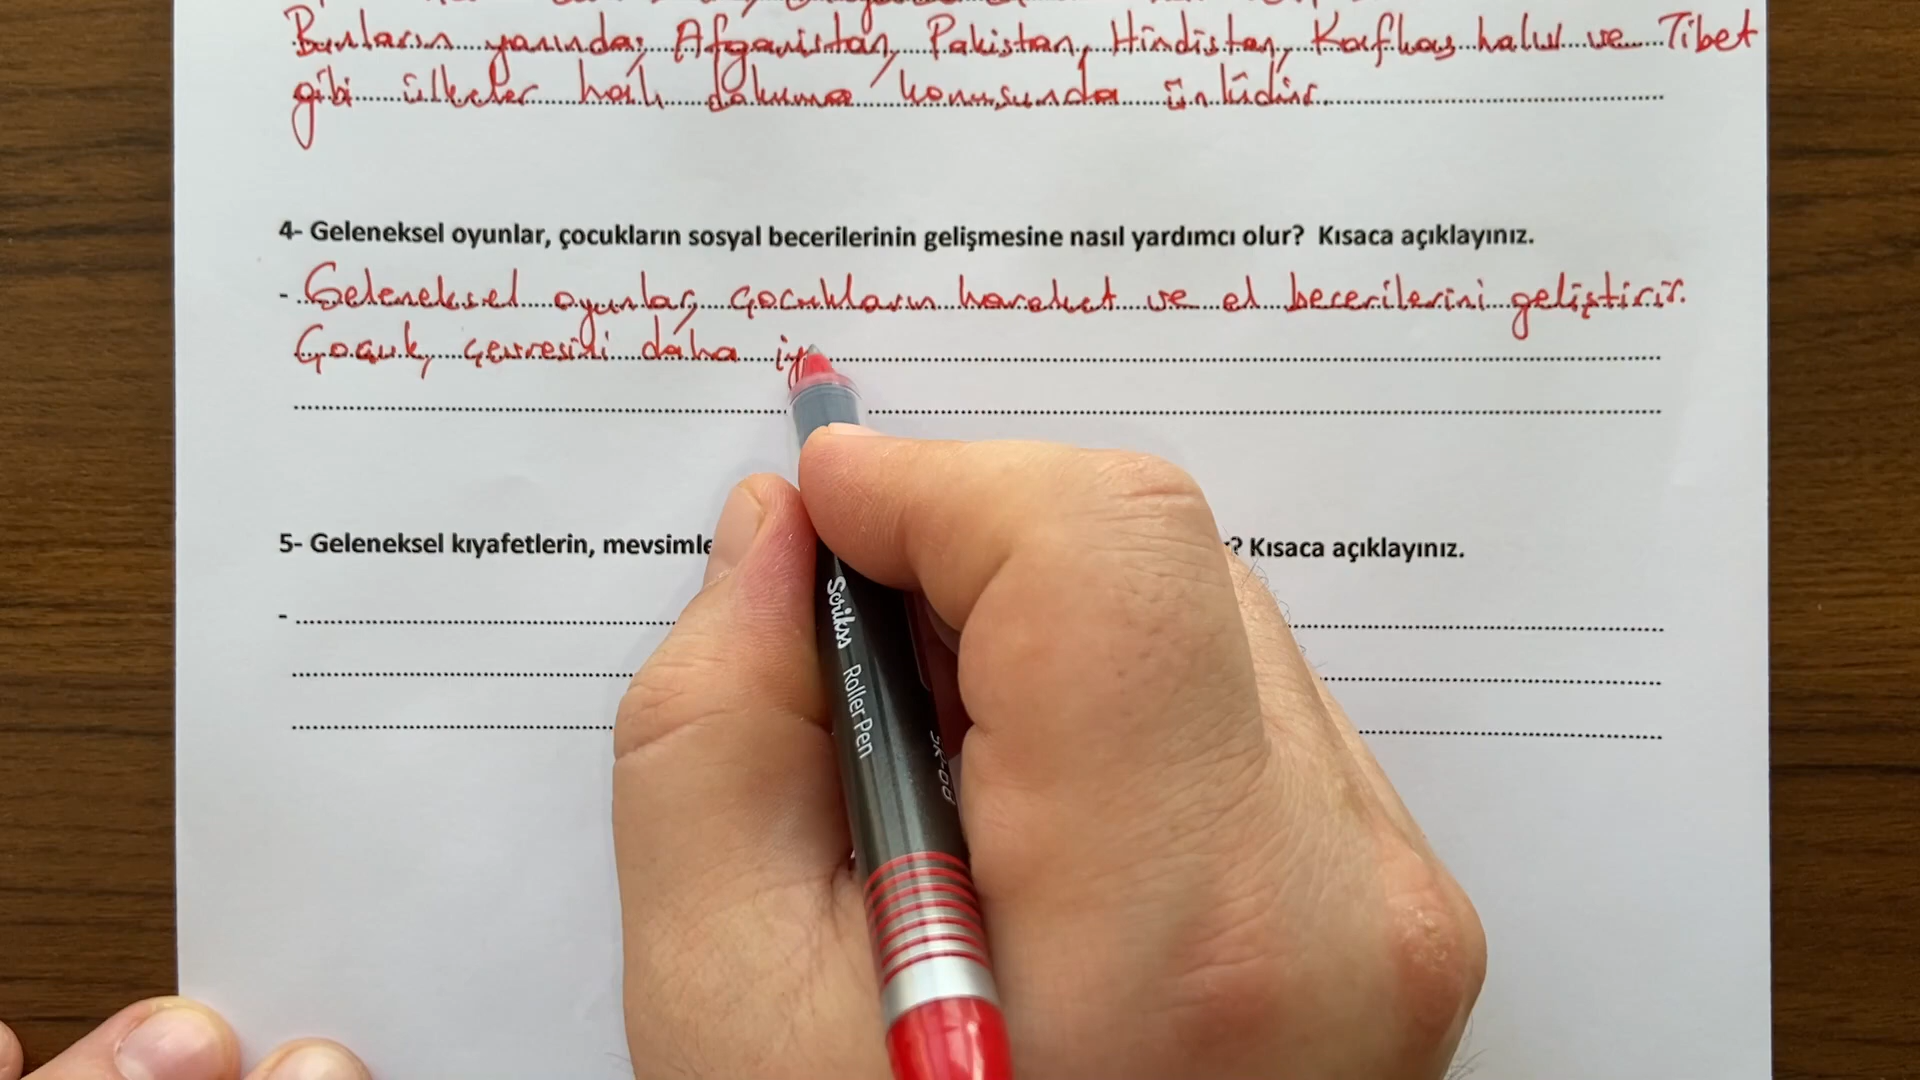 Bunların yanında; Afganistan, Pakistan, Hindistan, Kafkas halısı ve Tibet
gibi ülkeler halı dokuma konusunda ünlüdür.
4- Geleneksel oyunlar, çocukların sosyal becerilerinin gelişmesine nasıl yardımcı olur? Kısaca açıklayınız.
- Geleneksel oyunlar, çocukların hareket ve el becerilerini geliştirir.
Çocuk, çevresini daha iy
5- Geleneksel kıyafetlerin, mevsimle ? Kısaca açıklayınız.
-
Scrikss Roller Pen